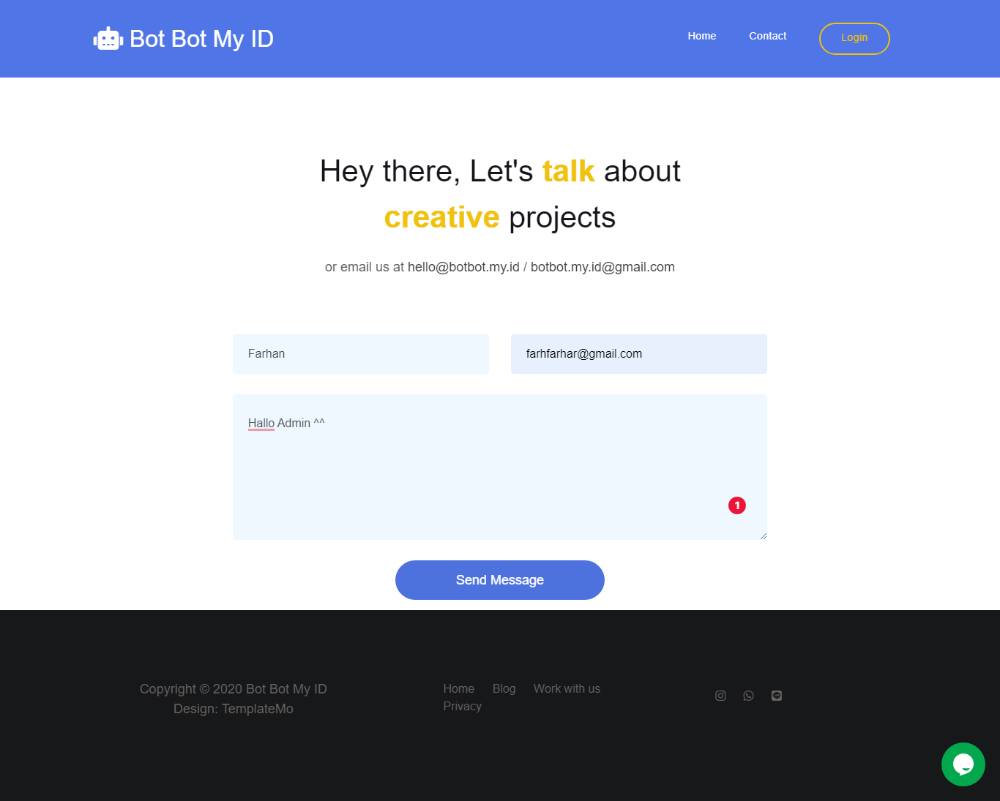 Bot Bot My ID
Home Contact Login
Hey there, Let's talk about
creative projects
or email us at hello@botbot.my.id / botbot.my.id@gmail.com
Farhan farhfarhar@gmail.com
Hallo Admin ^^
1
Send Message
Copyright © 2020 Bot Bot My ID
Design: TemplateMo
Home Blog Work with us
Privacy